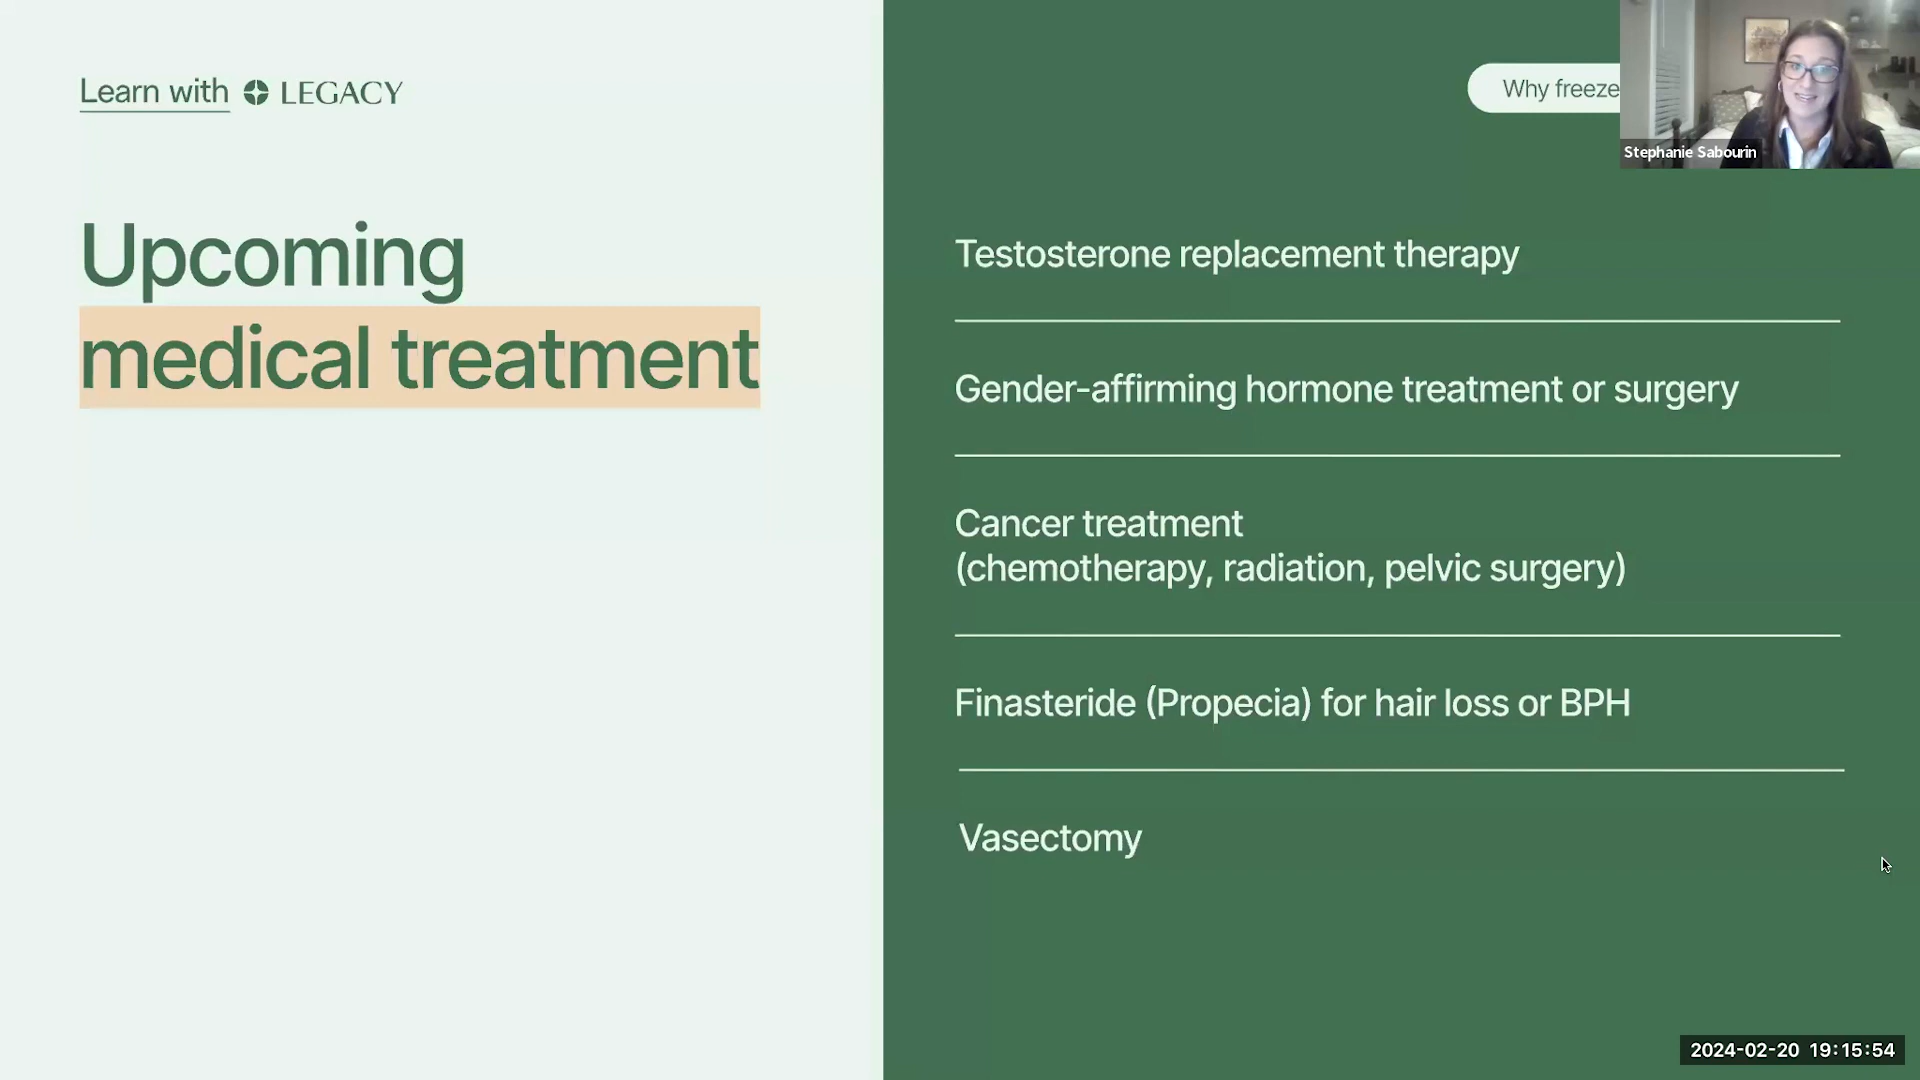 Learn with LEGACY
Why freeze
Stephanie Sabourin
Upcoming
medical treatment
Testosterone replacement therapy
Gender-affirming hormone treatment or surgery
Cancer treatment
(chemotherapy, radiation, pelvic surgery)
Finasteride (Propecia) for hair loss or BPH
Vasectomy
2024-02-20 19:15:54